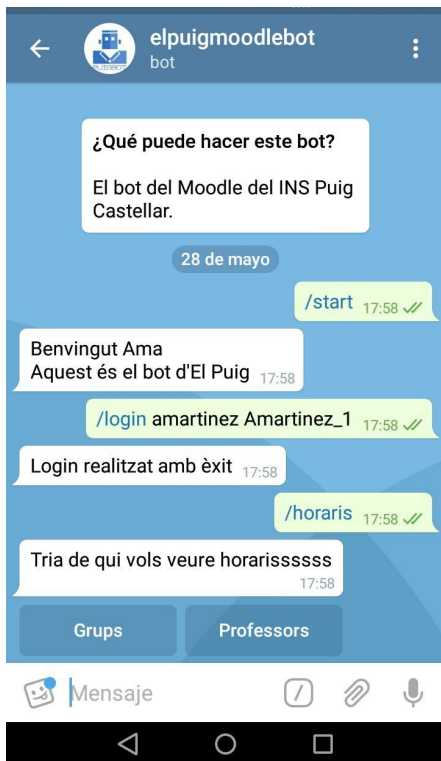 elpuigmoodlebot
bot
¿Qué puede hacer este bot?
El bot del Moodle del INS Puig
Castellar.
28 de mayo
/start 17:58
Benvingut Ama
Aquest és el bot d'El Puig 17:58
/login amartinez Amartinez_1 17:58
Login realitzat amb èxit 17:58
/horaris 17:58
Tria de qui vols veure horarissssss
17:58
Grups Professors
Mensaje